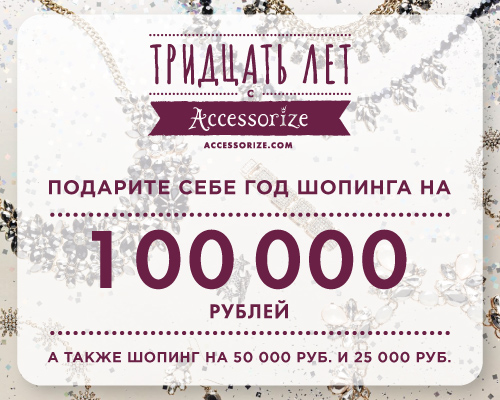 ТРИДЦАТЬ ЛЕТ
С
Accessorize
ACCESSORIZE.COM
ПОДАРИТЕ СЕБЕ ГОД ШОПИНГА НА
100 000
РУБЛЕЙ
А ТАКЖЕ ШОПИНГ НА 50 000 РУБ. И 25 000 РУБ.